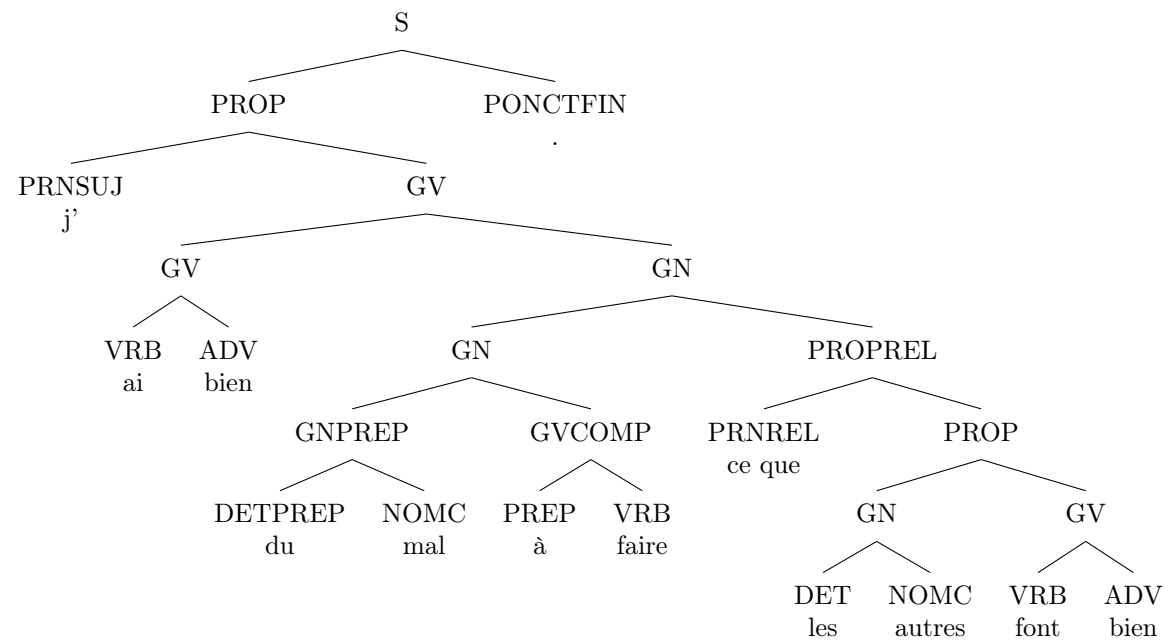 S
PROP PONCTFIN
.
PRNSUJ GV
j'
GV GN
VRB ADV GN PROPREL
ai bien
GNPREP GVCOMP PRNREL PROP
ce que
DETPREP NOMC PREP VRB GN GV
du mal à faire
DET NOMC VRB ADV
les autres font bien